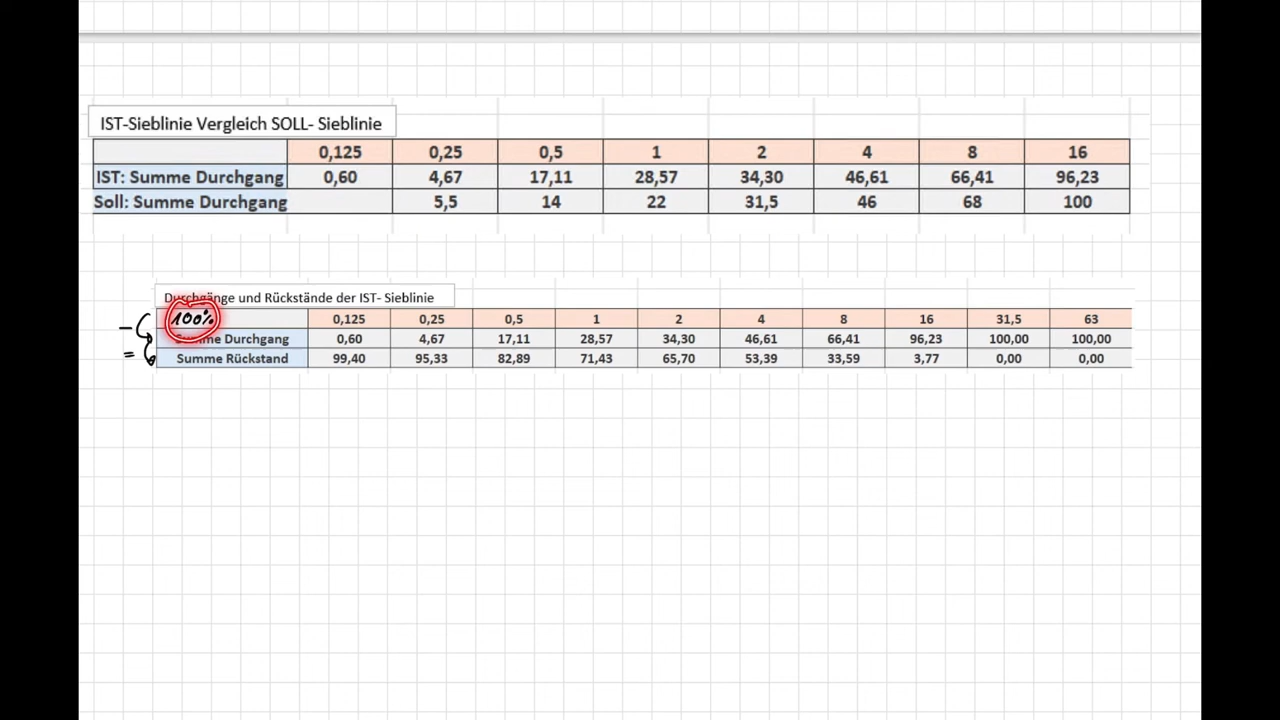 IST-Sieblinie Vergleich SOLL- Sieblinie
0,125 0,25 0,5 1 2 4 8 16
IST: Summe Durchgang 0,60 4,67 17,11 28,57 34,30 46,61 66,41 96,23
Soll: Summe Durchgang 5,5 14 22 31,5 46 68 100
Durchgänge und Rückstände der IST- Sieblinie
- 100% 0,125 0,25 0,5 1 2 4 8 16 31,5 63
Summe Durchgang 0,60 4,67 17,11 28,57 34,30 46,61 66,41 96,23 100,00 100,00
= Summe Rückstand 99,40 95,33 82,89 71,43 65,70 53,39 33,59 3,77 0,00 0,00